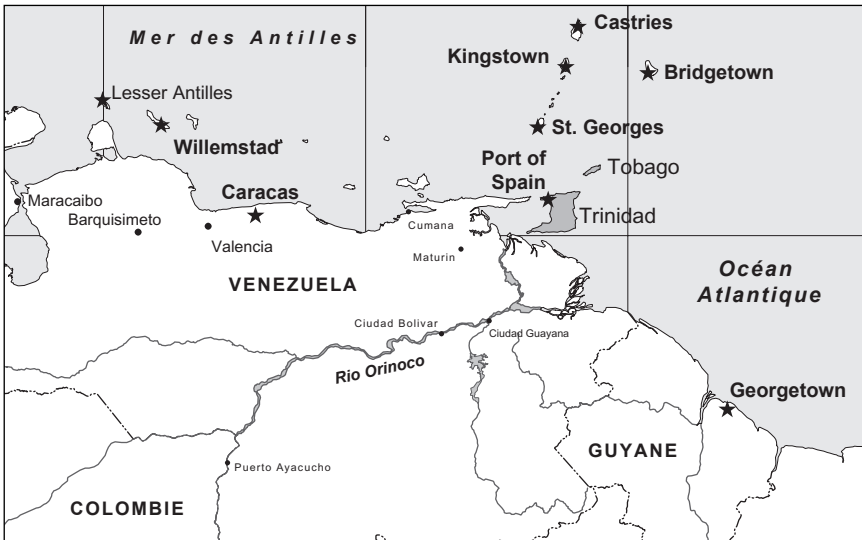 Mer des Antilles
Castries
Kingstown
Bridgetown
Lesser Antilles
Willemstad
St. Georges
Port of
Spain
Tobago
Caracas
Maracaibo
Barquisimeto
Valencia
Cumana
Trinidad
Maturin
VENEZUELA
Océan
Atlantique
Ciudad Bolivar
Ciudad Guayana
Rio Orinoco
Georgetown
GUYANE
Puerto Ayacucho
COLOMBIE